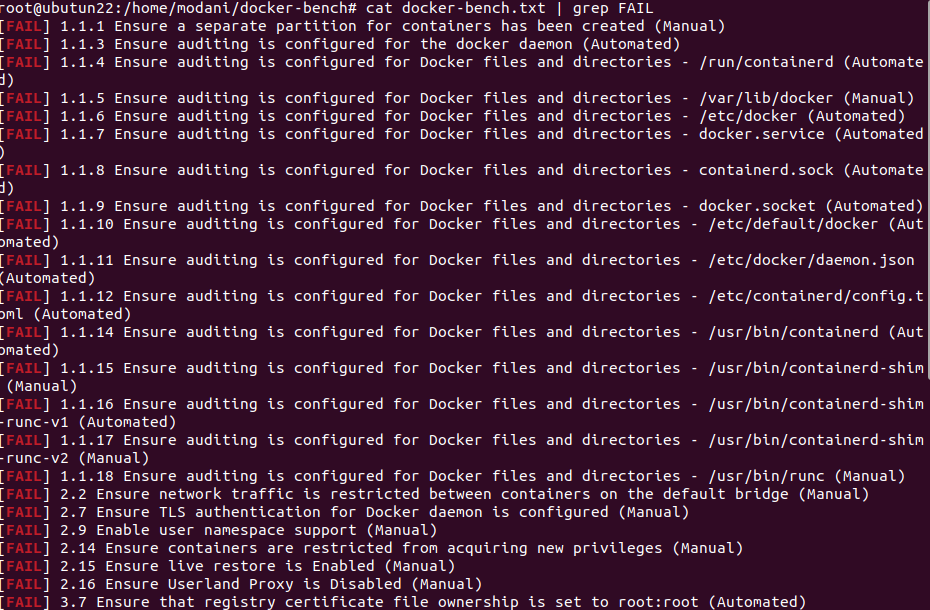 root@ubutun22:/home/modani/docker-bench# cat docker-bench.txt | grep FAIL
[FAIL] 1.1.1 Ensure a separate partition for containers has been created (Manual)
[FAIL] 1.1.3 Ensure auditing is configured for the docker daemon (Automated)
[FAIL] 1.1.4 Ensure auditing is configured for Docker files and directories - /run/containerd (Automate
d)
[FAIL] 1.1.5 Ensure auditing is configured for Docker files and directories - /var/lib/docker (Manual)
[FAIL] 1.1.6 Ensure auditing is configured for Docker files and directories - /etc/docker (Automated)
[FAIL] 1.1.7 Ensure auditing is configured for Docker files and directories - docker.service (Automated
)
[FAIL] 1.1.8 Ensure auditing is configured for Docker files and directories - containerd.sock (Automate
d)
[FAIL] 1.1.9 Ensure auditing is configured for Docker files and directories - docker.socket (Automated)
[FAIL] 1.1.10 Ensure auditing is configured for Docker files and directories - /etc/default/docker (Aut
omated)
[FAIL] 1.1.11 Ensure auditing is configured for Docker files and directories - /etc/docker/daemon.json
(Automated)
[FAIL] 1.1.12 Ensure auditing is configured for Docker files and directories - /etc/containerd/config.t
oml (Automated)
[FAIL] 1.1.14 Ensure auditing is configured for Docker files and directories - /usr/bin/containerd (Aut
omated)
[FAIL] 1.1.15 Ensure auditing is configured for Docker files and directories - /usr/bin/containerd-shim
(Manual)
[FAIL] 1.1.16 Ensure auditing is configured for Docker files and directories - /usr/bin/containerd-shim
-runc-v1 (Automated)
[FAIL] 1.1.17 Ensure auditing is configured for Docker files and directories - /usr/bin/containerd-shim
-runc-v2 (Manual)
[FAIL] 1.1.18 Ensure auditing is configured for Docker files and directories - /usr/bin/runc (Manual)
[FAIL] 2.2 Ensure network traffic is restricted between containers on the default bridge (Manual)
[FAIL] 2.7 Ensure TLS authentication for Docker daemon is configured (Manual)
[FAIL] 2.9 Enable user namespace support (Manual)
[FAIL] 2.14 Ensure containers are restricted from acquiring new privileges (Manual)
[FAIL] 2.15 Ensure live restore is Enabled (Manual)
[FAIL] 2.16 Ensure Userland Proxy is Disabled (Manual)
[FAIL] 3.7 Ensure that registry certificate file ownership is set to root:root (Automated)